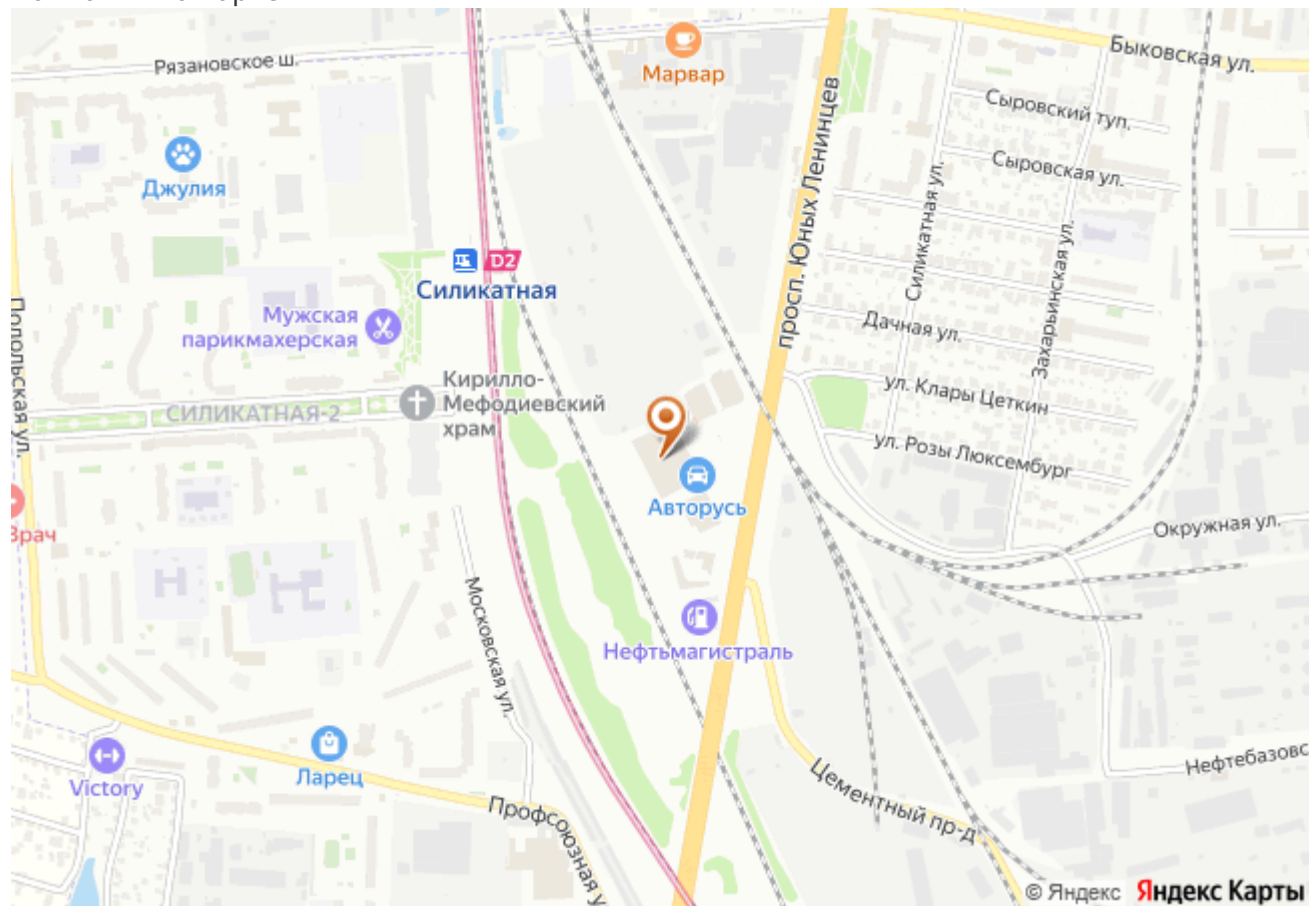 Рязановское ш.
Марвар
Быковская ул.
Сыровский туп.
Сыровская ул.
Джулия
просп. Юных Ленинцев
Силикатная ул.
Захарьинская ул.
D2
Силикатная
Мужская
парикмахерская
Дачная ул.
Подольская ул.
Кирилло-
Мефодиевский
храм
СИЛИКАТНАЯ-2
ул. Клары Цеткин
ул. Розы Люксембург
Авторусь
Врач
Окружная ул.
Московская ул.
Нефтьмагистраль
Victory
Ларец
Профсоюзная у
Цементный пр-д
Нефтебазовс
© Яндекс Яндекс Карты